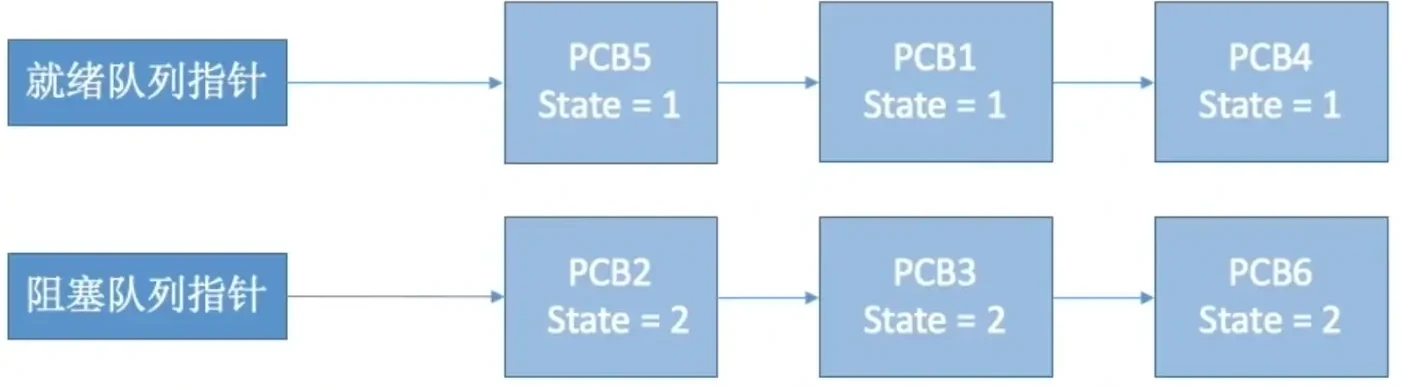 就绪队列指针
PCB5
State = 1
PCB1
State = 1
PCB4
State = 1
阻塞队列指针
PCB2
State = 2
PCB3
State = 2
PCB6
State = 2